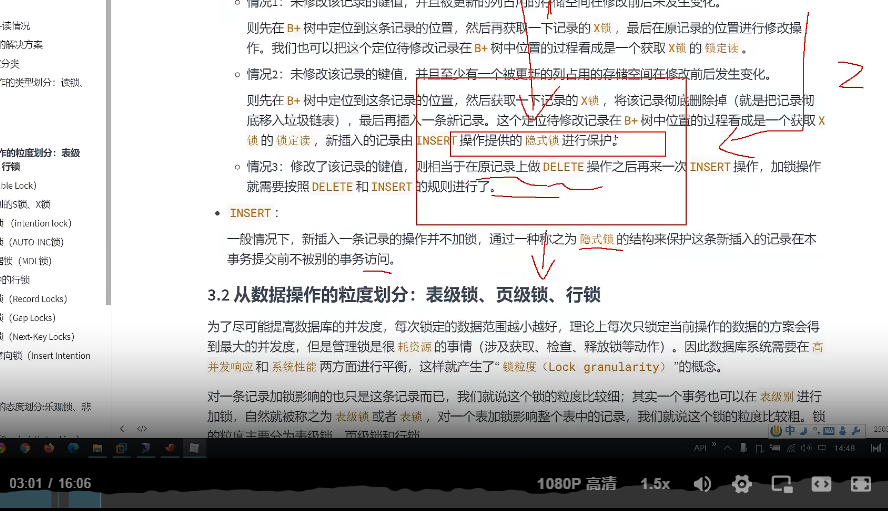 情况1：未修改该记录的键值，并且被更新的列占用的存储空间在修改前后未发生变化。
则先在 B+ 树中定位到这条记录的位置，然后再获取一下记录的 X锁 ，最后在原记录的位置进行修改操
作。我们也可以把这个定位待修改记录在 B+ 树中位置的过程看成是一个获取 X锁 的 锁定读 。
情况2：未修改该记录的键值，并且至少有一个被更新的列占用的存储空间在修改前后发生变化。
则先在 B+ 树中定位到这条记录的位置，然后获取一下记录的 X锁 ，将该记录彻底删除掉（就是把记录彻
底移入垃圾链表），最后再插入一条新记录。这个定位待修改记录在 B+ 树中位置的过程看成是一个获取 X
锁 的 锁定读 ，新插入的记录由 INSERT 操作提供的 隐式锁 进行保护。
情况3：修改了该记录的键值，则相当于在原记录上做 DELETE 操作之后再来一次 INSERT 操作，加锁操作
就需要按照 DELETE 和 INSERT 的规则进行了。
INSERT ：
一般情况下，新插入一条记录的操作并不加锁，通过一种称之为 隐式锁 的结构来保护这条新插入的记录在本
事务提交前不被别的事务访问。
3.2 从数据操作的粒度划分：表级锁、页级锁、行锁
为了尽可能提高数据库的并发度，每次锁定的数据范围越小越好，理论上每次只锁定当前操作的数据的方案会得
到最大的并发度，但是管理锁是很 耗资源 的事情（涉及获取、检查、释放锁等动作）。因此数据库系统需要在 高
并发响应 和 系统性能 两方面进行平衡，这样就产生了“ 锁粒度（Lock granularity） ”的概念。
对一条记录加锁影响的也只是这条记录而已，我们就说这个锁的粒度比较细；其实一个事务也可以在 表级别 进行
加锁，自然就被称之为 表级锁 或者 表锁 ，对一个表加锁影响整个表中的记录，我们就说这个锁的粒度比较粗。锁
的粒度主要分为表级锁、页级锁和行锁
2
-读情况
的解决方案
分类
作的类型划分：读锁、
作的粒度划分：表级
行锁
ble Lock）
别的S锁、X锁
（intention lock）
（AUTO-INC锁）
锁（MDL锁）
的行锁
（Record Locks）
（Gap Locks）
（Next-Key Locks）
向锁（Insert Intention
的态度划分:乐观锁、悲
中
API
中
14:48
03:01 / 16:06
1080P 高清
1.5x